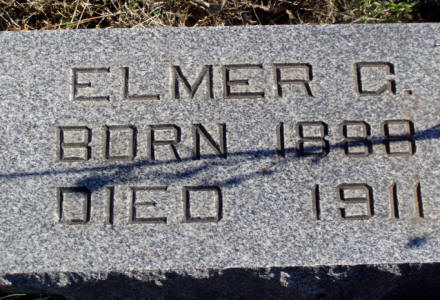 ELMER G.
BORN 1888
DIED 1911